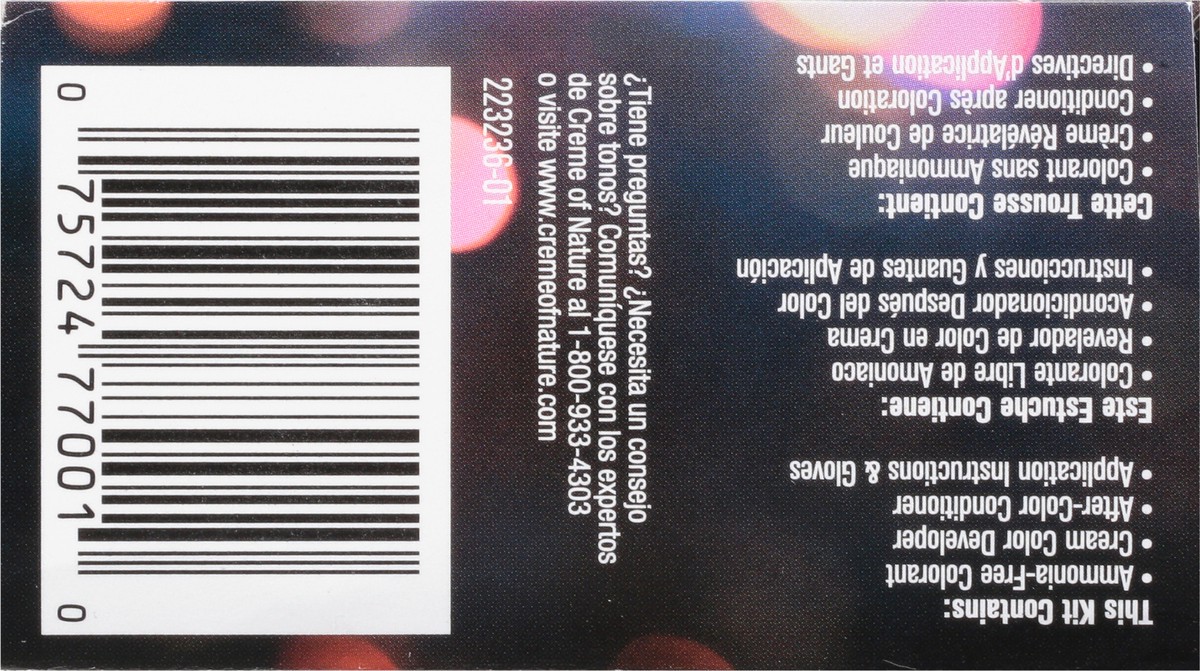 This Kit Contains:
• Ammonia-Free Colorant
• Cream Color Developer
• After-Color Conditioner
• Application Instructions & Gloves
Este Estuche Contiene:
• Colorante Libre de Amoniaco
• Revelador de Color en Crema
• Acondicionador Después del Color
• Instrucciones y Guantes de Aplicación
Cette Trousse Contient:
• Colorant sans Ammoniaque
• Crème Révélatrice de Couleur
• Conditioner après Coloration
• Directives d'Application et Gants
¿Tiene preguntas? ¿Necesita un consejo
sobre tonos? Comuníquese con los expertos
de Creme of Nature al 1-800-933-4303
o visite www.cremeofnature.com
223236-01
0 75724 77001 0